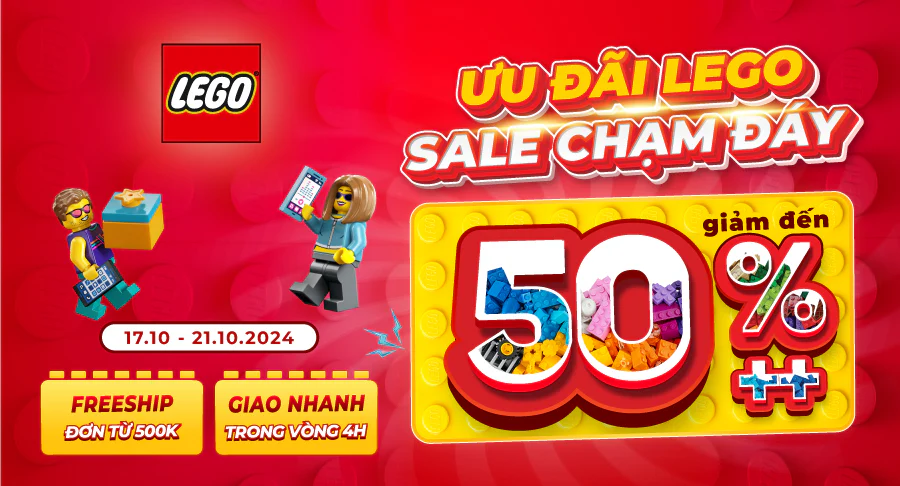 LEGO
ƯU ĐÃI LEGO
SALE CHẠM ĐÁY
giảm đến
50%
++
17.10 - 21.10.2024
FREESHIP
ĐƠN TỪ 500K
GIAO NHANH
TRONG VÒNG 4H